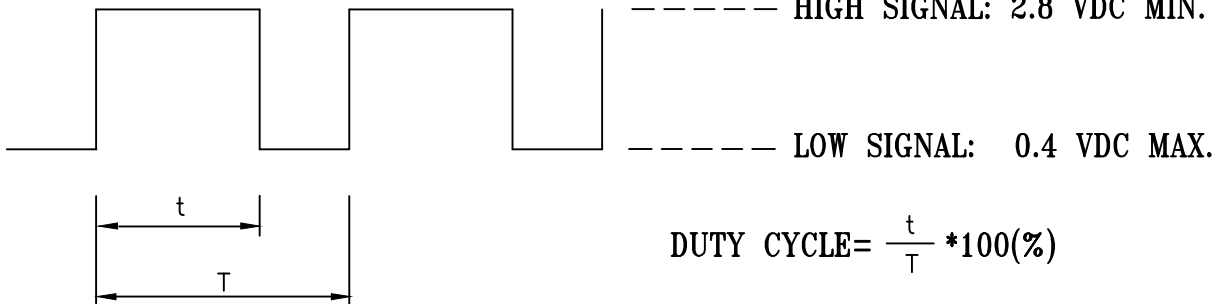 HIGH SIGNAL: 2.8 VDC MIN.
LOW SIGNAL: 0.4 VDC MAX.
t
DUTY CYCLE= t/T *100(%)
T